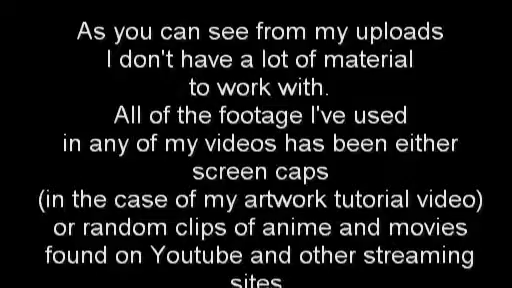 As you can see from my uploads
I don't have a lot of material
to work with.
All of the footage I've used
in any of my videos has been either
screen caps
(in the case of my artwork tutorial video)
or random clips of anime and movies
found on Youtube and other streaming
sites